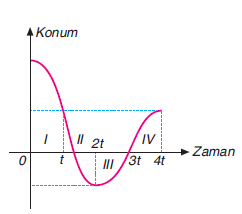 Konum
I II 2t IV
0 t III 3t 4t Zaman